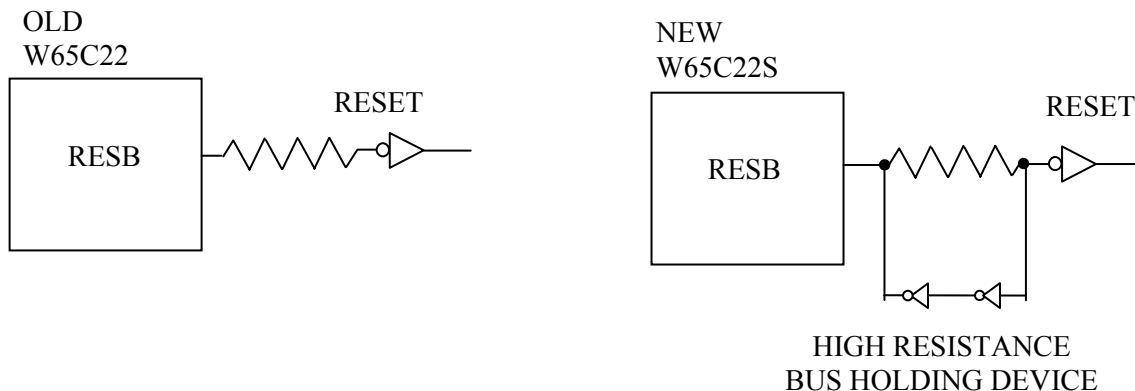 OLD
W65C22
RESET
RESB
NEW
W65C22S
RESET
RESB
HIGH RESISTANCE
BUS HOLDING DEVICE